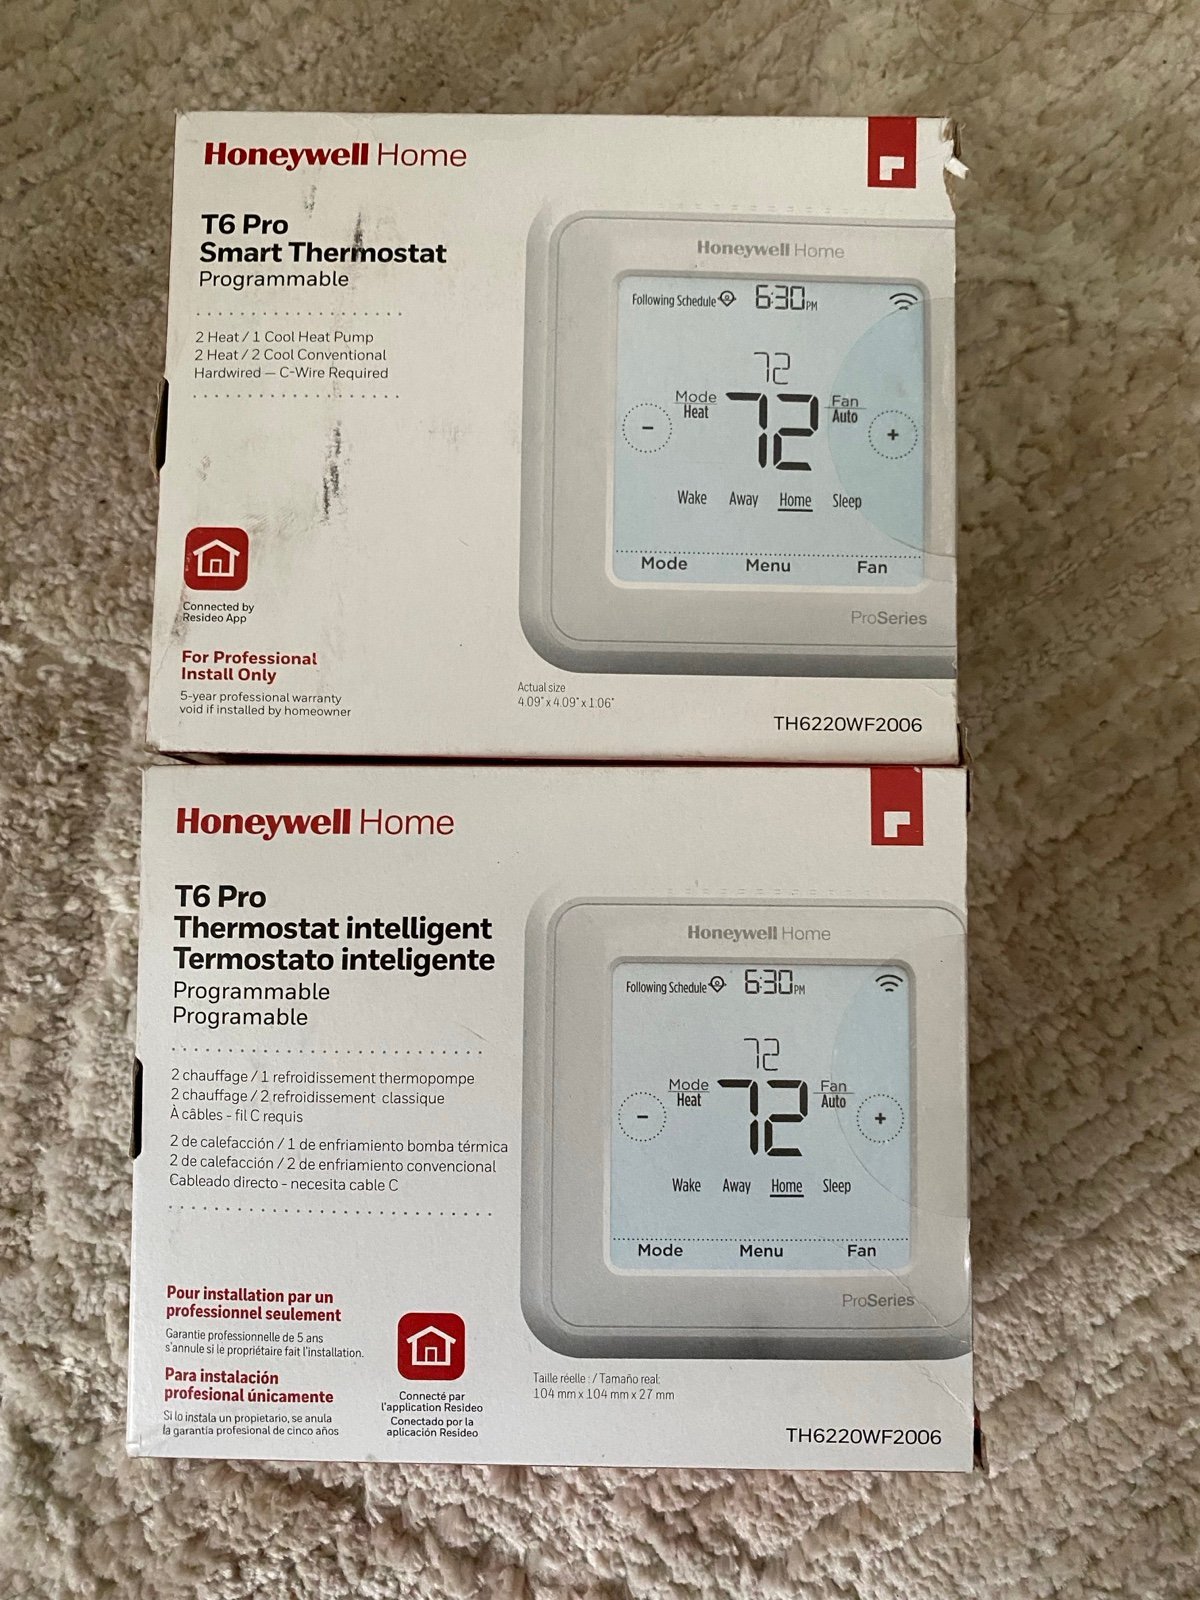 Honeywell Home
T6 Pro
Smart Thermostat
Programmable
2 Heat / 1 Cool Heat Pump
2 Heat / 2 Cool Conventional
Hardwired — C-Wire Required
Connected by
Resideo App
For Professional
Install Only
5-year professional warranty
void if installed by homeowner
Honeywell Home
Following Schedule 6:30 PM
72
Mode
Heat
72
Fan
Auto
-
+
Wake Away Home Sleep
Mode Menu Fan
ProSeries
Actual size
4.09" x 4.09" x 1.06"
TH6220WF2006
Honeywell Home
T6 Pro
Thermostat intelligent
Termostato inteligente
Programmable
Programable
2 chauffage / 1 refroidissement thermopompe
2 chauffage / 2 refroidissement classique
À câbles - fil C requis
2 de calefacción / 1 de enfriamiento bomba térmica
2 de calefacción / 2 de enfriamiento convencional
Cableado directo - necesita cable C
Pour installation par un
professionnel seulement
Garantie professionnelle de 5 ans
s'annule si le propriétaire fait l'installation.
Para instalación
profesional únicamente
Si lo instala un propietario, se anula
la garantía profesional de cinco años
Connecté par
l'application Resideo
Conectado por la
aplicación Resideo
Honeywell Home
Following Schedule 6:30 PM
72
Mode
Heat
72
Fan
Auto
-
+
Wake Away Home Sleep
Mode Menu Fan
ProSeries
Taille réelle : / Tamaño real:
104 mm x 104 mm x 27 mm
TH6220WF2006